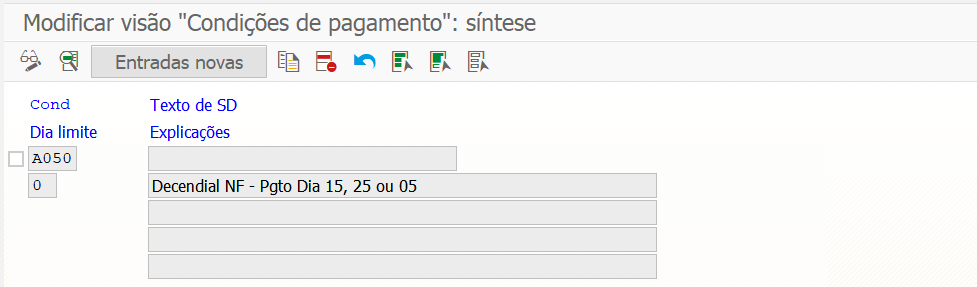 Modificar visão "Condições de pagamento": síntese
Entradas novas
Cond Texto de SD
Dia limite Explicações
A050
0 Decendial NF - Pgto Dia 15, 25 ou 05